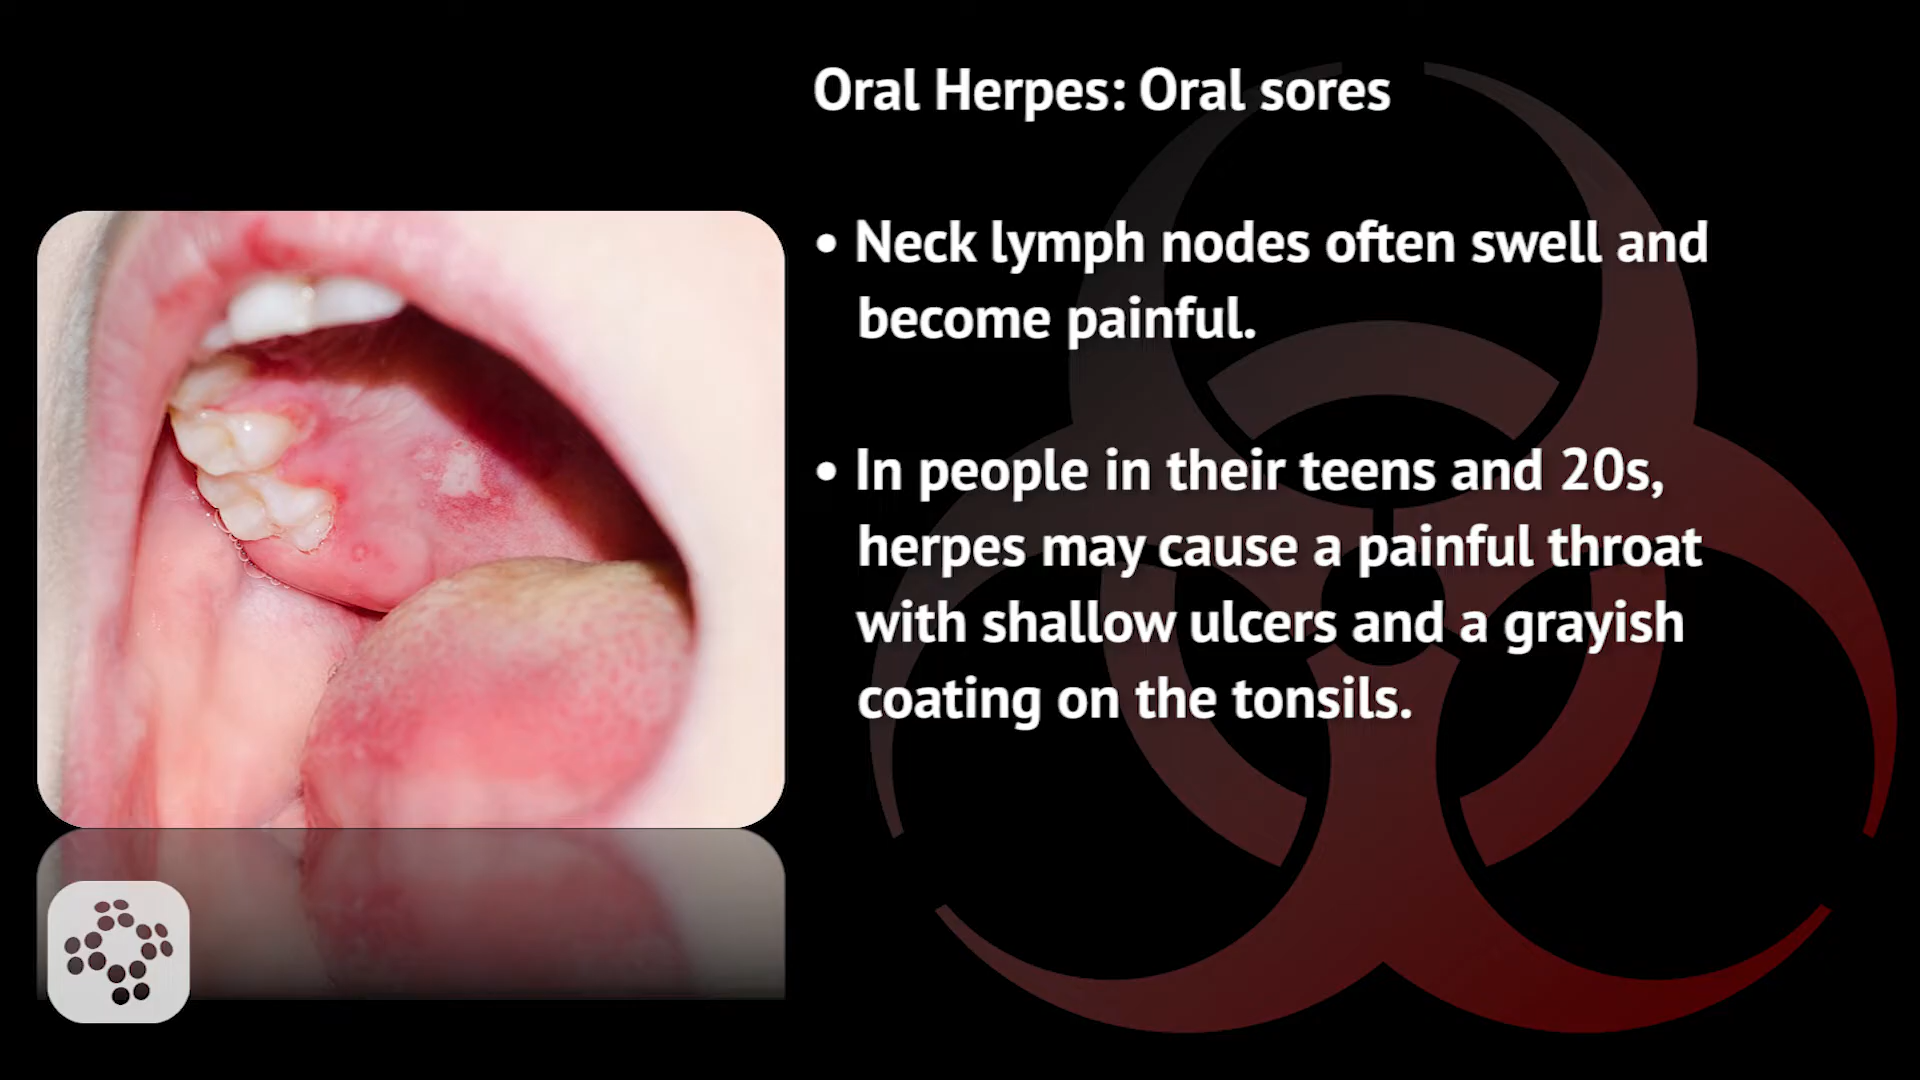 Oral Herpes: Oral sores
• Neck lymph nodes often swell and
become painful.
• In people in their teens and 20s,
herpes may cause a painful throat
with shallow ulcers and a grayish
coating on the tonsils.